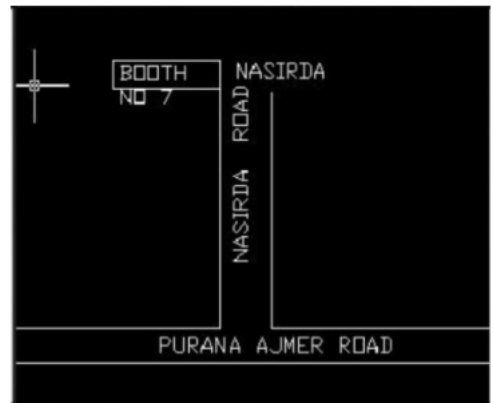 BOOTH
NO 7
NASIRDA
NASIRDA ROAD
PURANA AJMER ROAD